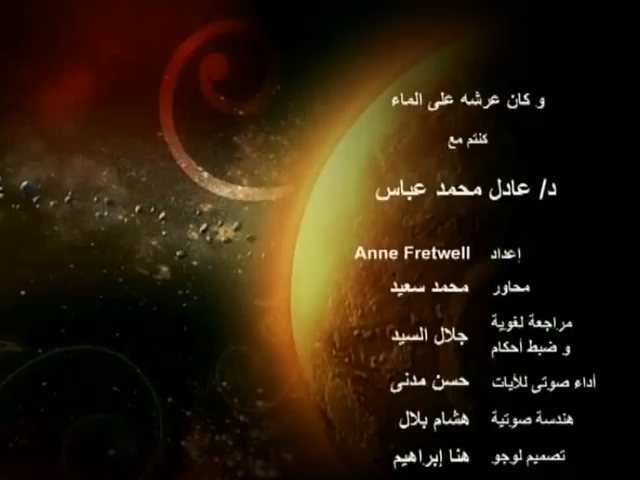 و كان عرشه على الماء
كنتم مع
د/ عادل محمد عباس
إعداد Anne Fretwell
محاور محمد سعيد
مراجعة لغوية
و ضبط أحكام جلال السيد
أداء صوتى للأيات حسن مدنى
هندسة صوتية هشام بلال
تصميم لوجو هنا إبراهيم